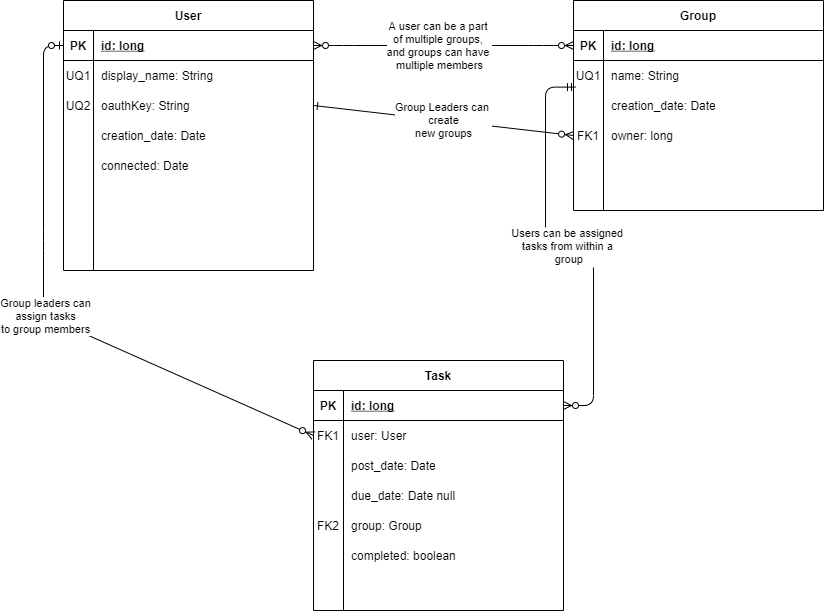 User
PK id: long
UQ1 display_name: String
UQ2 oauthKey: String
creation_date: Date
connected: Date
A user can be a part
of multiple groups,
and groups can have
multiple members
Group Leaders can
create
new groups
Group
PK id: long
UQ1 name: String
creation_date: Date
FK1 owner: long
Users can be assigned
tasks from within a
group
Group leaders can
assign tasks
to group members
Task
PK id: long
FK1 user: User
post_date: Date
due_date: Date null
FK2 group: Group
completed: boolean